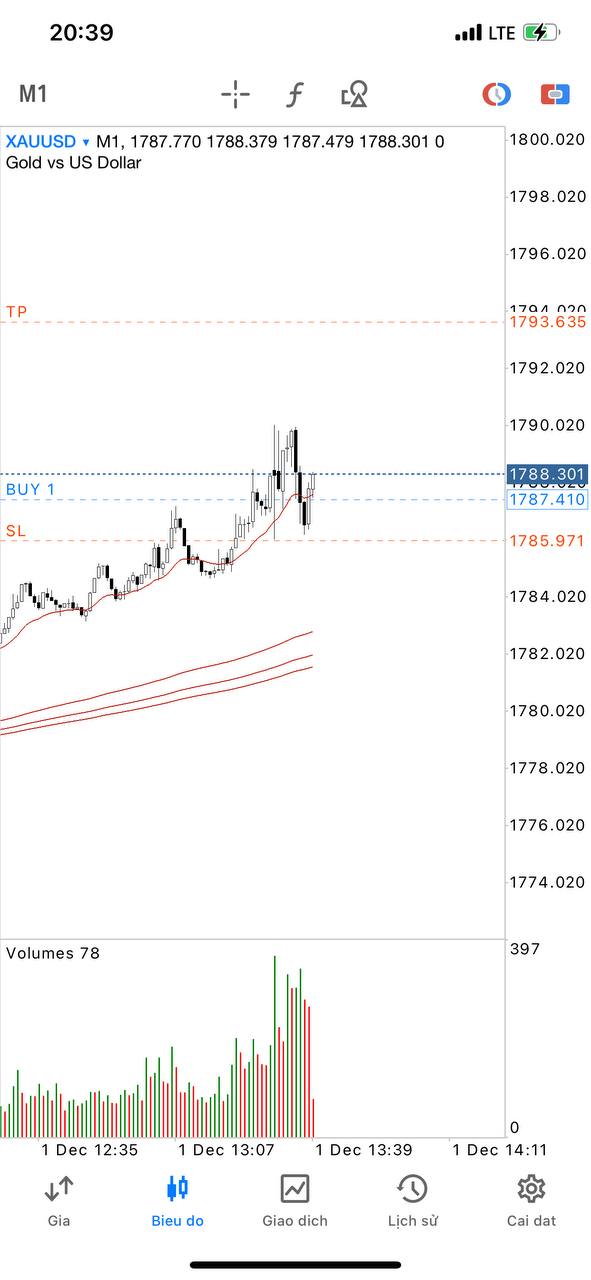 20:39
LTE
M1
f
XAUUSD ▾ M1, 1787.770 1788.379 1787.479 1788.301 0
Gold vs US Dollar
1800.020
1798.020
1796.020
1794.020
TP
1793.635
1792.020
1790.020
1788.301
BUY 1
1787.410
SL
1785.971
1784.020
1782.020
1780.020
1778.020
1776.020
1774.020
Volumes 78
397
0
1 Dec 12:35
1 Dec 13:07
1 Dec 13:39
1 Dec 14:11
Gia
Bieu do
Giao dich
Lịch sử
Cai dat